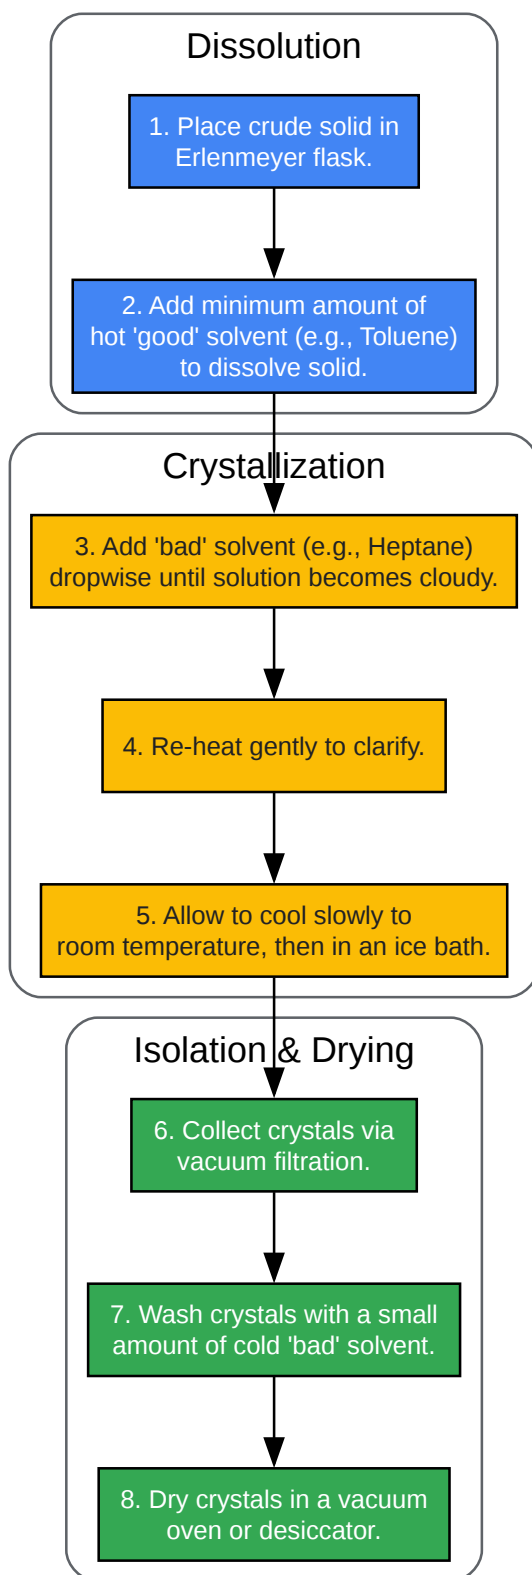 Dissolution
1. Place crude solid in
Erlenmeyer flask.
2. Add minimum amount of
hot 'good' solvent (e.g., Toluene)
to dissolve solid.
Crystallization
3. Add 'bad' solvent (e.g., Heptane)
dropwise until solution becomes cloudy.
4. Re-heat gently to clarify.
5. Allow to cool slowly to
room temperature, then in an ice bath.
Isolation & Drying
6. Collect crystals via
vacuum filtration.
7. Wash crystals with a small
amount of cold 'bad' solvent.
8. Dry crystals in a vacuum
oven or desiccator.